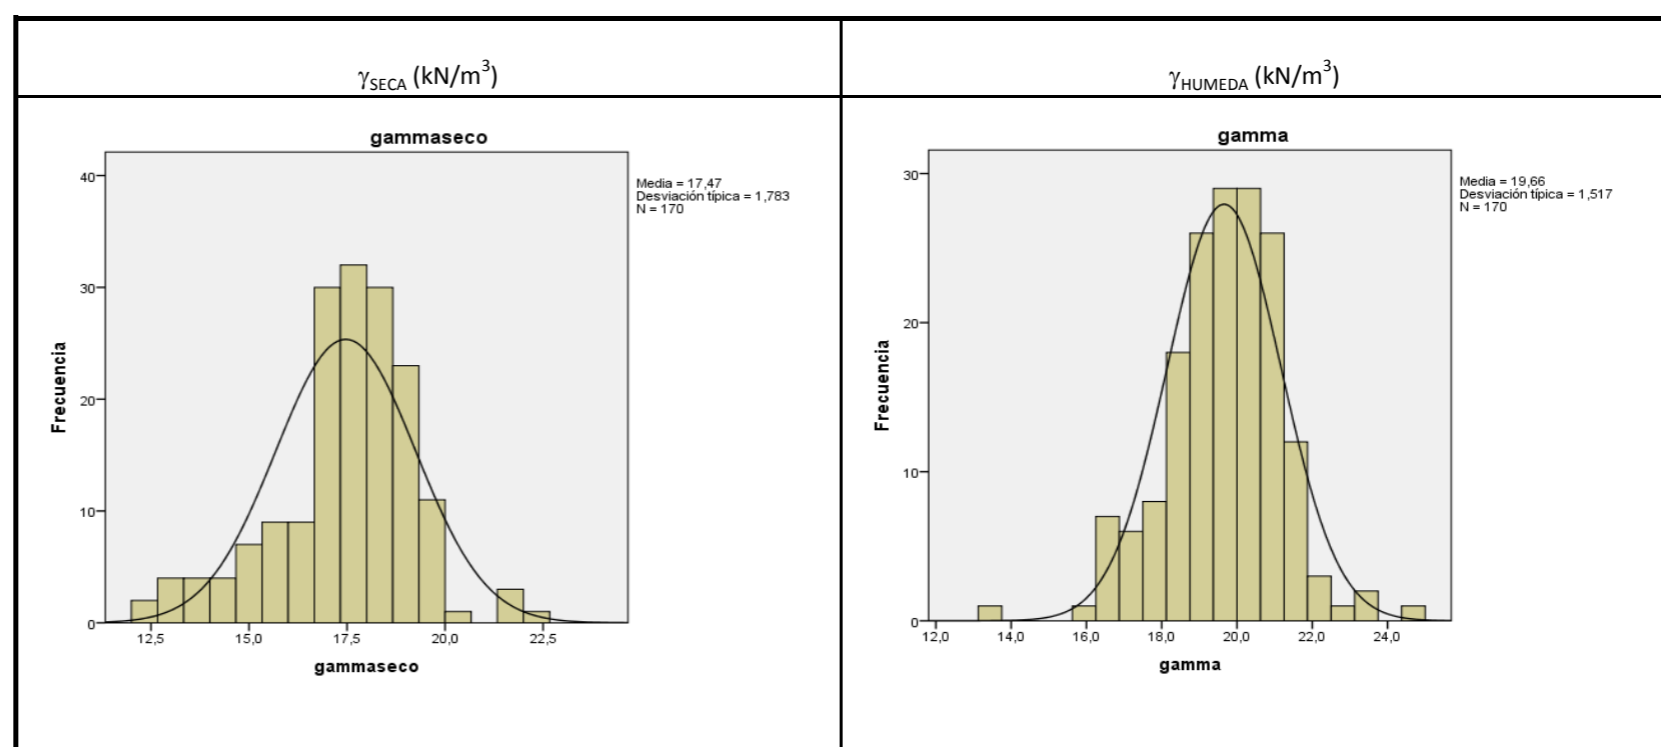 γSECA (kN/m³)
γHUMEDA (kN/m³)
gammaseco
Media = 17,47
Desviación típica = 1,783
N = 170
40
30
20
10
0
Frecuencia
12,5
15,0
17,5
20,0
22,5
gammaseco
gamma
Media = 19,66
Desviación típica = 1,517
N = 170
30
20
10
0
Frecuencia
12,0
14,0
16,0
18,0
20,0
22,0
24,0
gamma